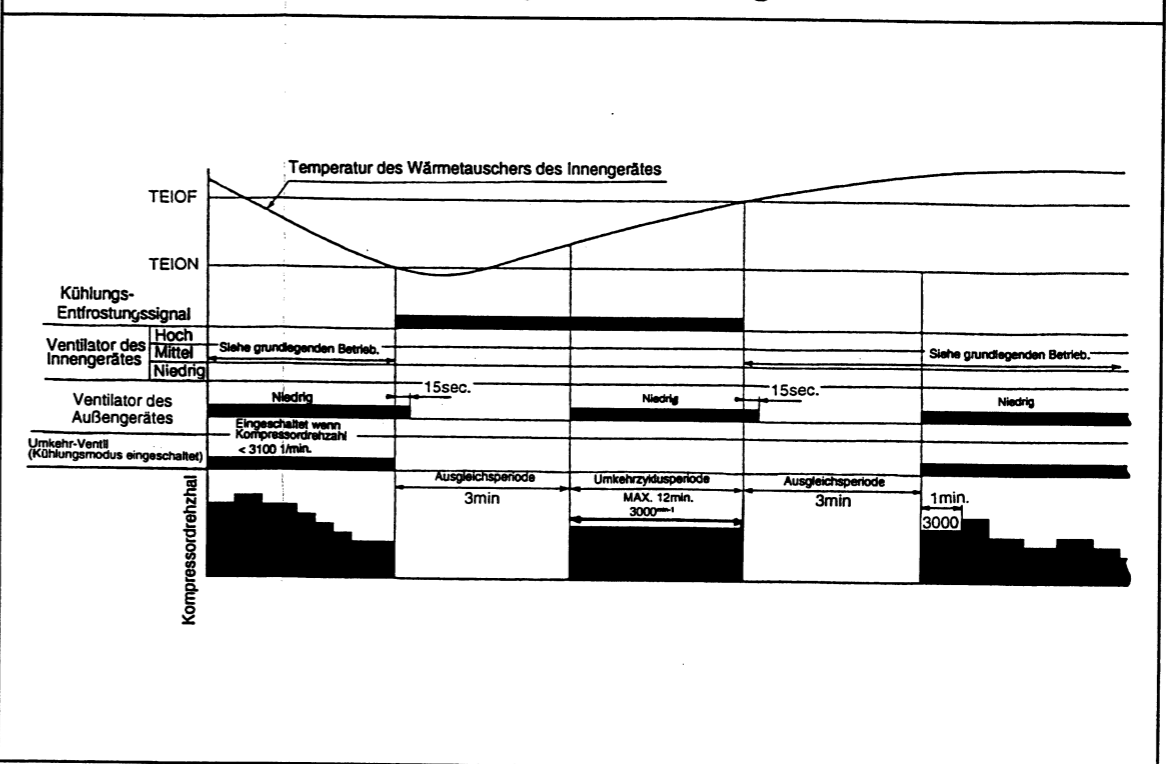 Temperatur des Wärmetauschers des Innengerätes
TEIOF
TEION
Kühlungs-
Entfrostungssignal
Ventilator des
Innengerätes
Hoch
Mittel
Niedrig
Siehe grundlegenden Betrieb.
Siehe grundlegenden Betrieb.
Ventilator des
Außengerätes
Niedrig
15sec.
Niedrig
15sec.
Niedrig
Eingeschaltet wenn
Kompressordrehzahl
< 3100 1/min.
Umkehr-Ventil
(Kühlungsmodus eingeschaltet)
Ausgleichsperiode
3min
Umkehrzyklusperiode
MAX. 12min.
3000min-1
Ausgleichsperiode
3min
1min.
3000
Kompressordrehzhal